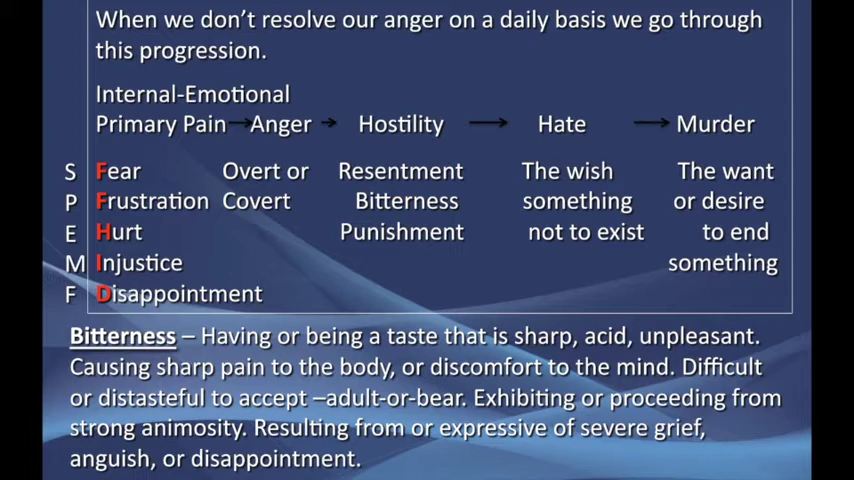 When we don't resolve our anger on a daily basis we go through
this progression.
Internal-Emotional
Primary Pain → Anger → Hostility → Hate → Murder
S Fear Overt or Resentment The wish The want
P Frustration Covert Bitterness something or desire
E Hurt Punishment not to exist to end
M Injustice something
F Disappointment
Bitterness – Having or being a taste that is sharp, acid, unpleasant.
Causing sharp pain to the body, or discomfort to the mind. Difficult
or distasteful to accept –adult-or-bear. Exhibiting or proceeding from
strong animosity. Resulting from or expressive of severe grief,
anguish, or disappointment.